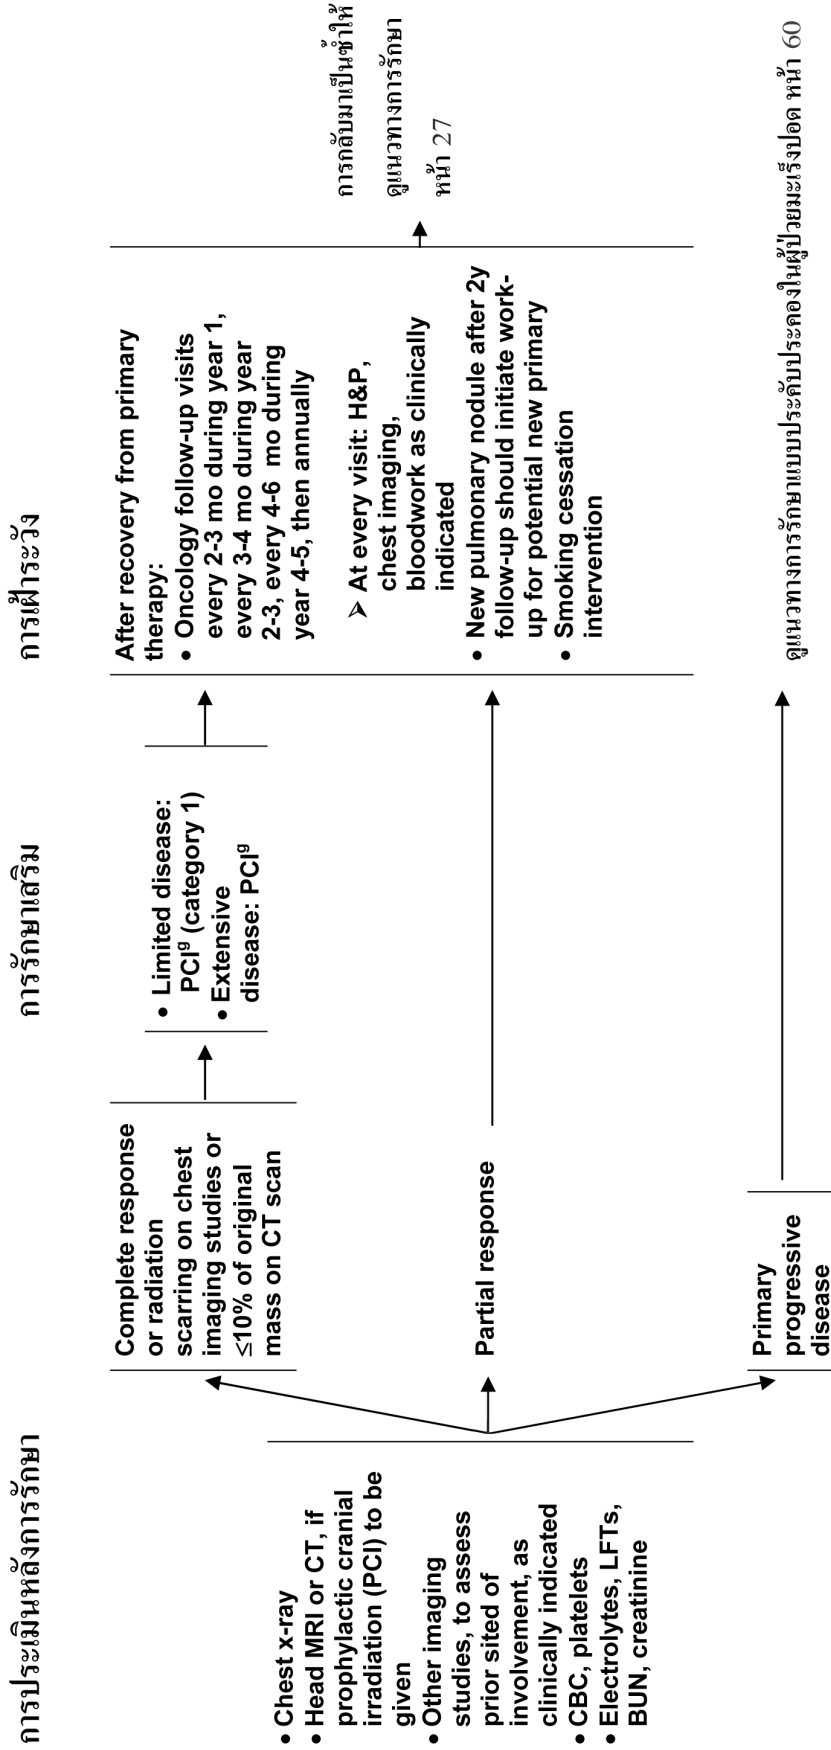 การประเมินหลังการรักษา
การรักษาเสริม
การเฝ้าระวัง
• Chest x-ray
• Head MRI or CT, if
prophylactic cranial
irradiation (PCI) to be
given
• Other imaging
studies, to assess
prior sited of
involvement, as
clinically indicated
• CBC, platelets
• Electrolytes, LFTs,
BUN, creatinine
Complete response
or radiation
scarring on chest
imaging studies or
≤10% of original
mass on CT scan
• Limited disease:
PCIᵍ (category 1)
• Extensive
disease: PCIᵍ
Partial response
Primary
progressive
disease
After recovery from primary
therapy:
• Oncology follow-up visits
every 2-3 mo during year 1,
every 3-4 mo during year
2-3, every 4-6 mo during
year 4-5, then annually
➢ At every visit: H&P,
chest imaging,
bloodwork as clinically
indicated
• New pulmonary nodule after 2y
follow-up should initiate work-
up for potential new primary
• Smoking cessation
intervention
การกลับมาเป็นซ้ำให้
ดูแนวทางการรักษา
หน้า 27
ดูแนวทางการรักษาแบบประคับประคองในผู้ป่วยมะเร็งปอด หน้า 60